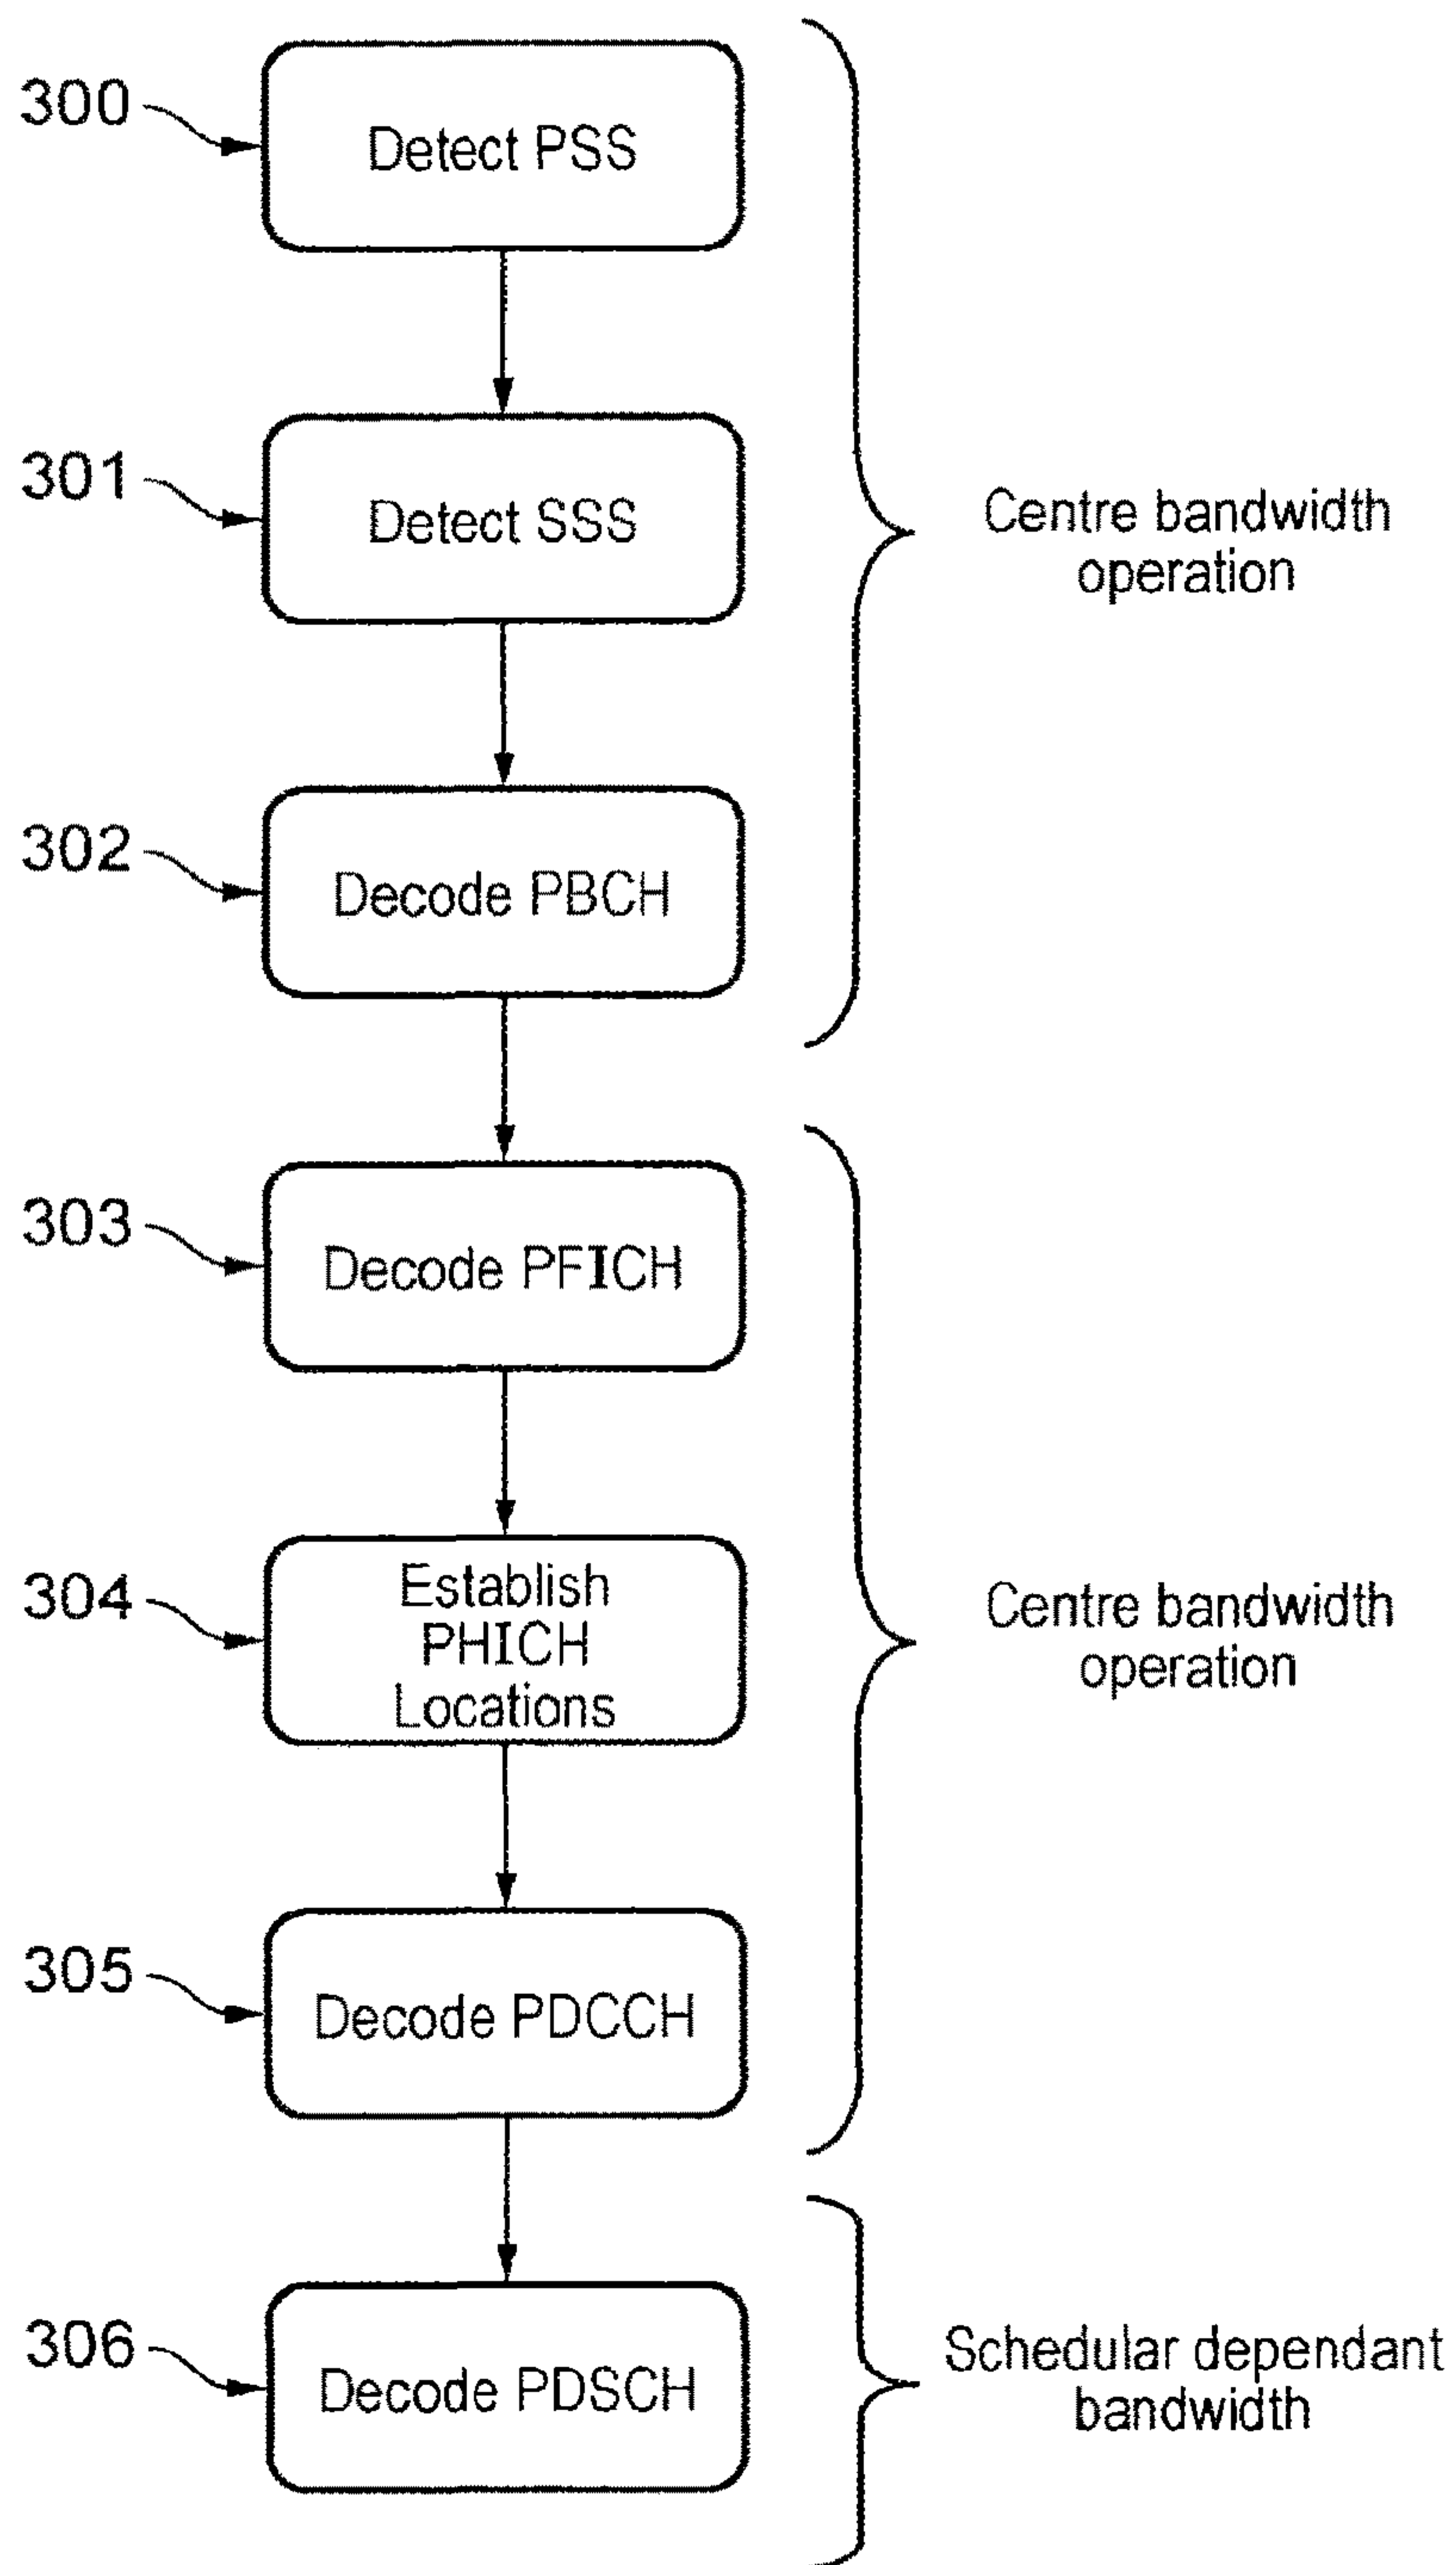 300
Detect PSS
301
Detect SSS
Centre bandwidth
operation
302
Decode PBCH
303
Decode PFICH
304
Establish
PHICH
Locations
Centre bandwidth
operation
305
Decode PDCCH
306
Decode PDSCH
Schedular dependant
bandwidth